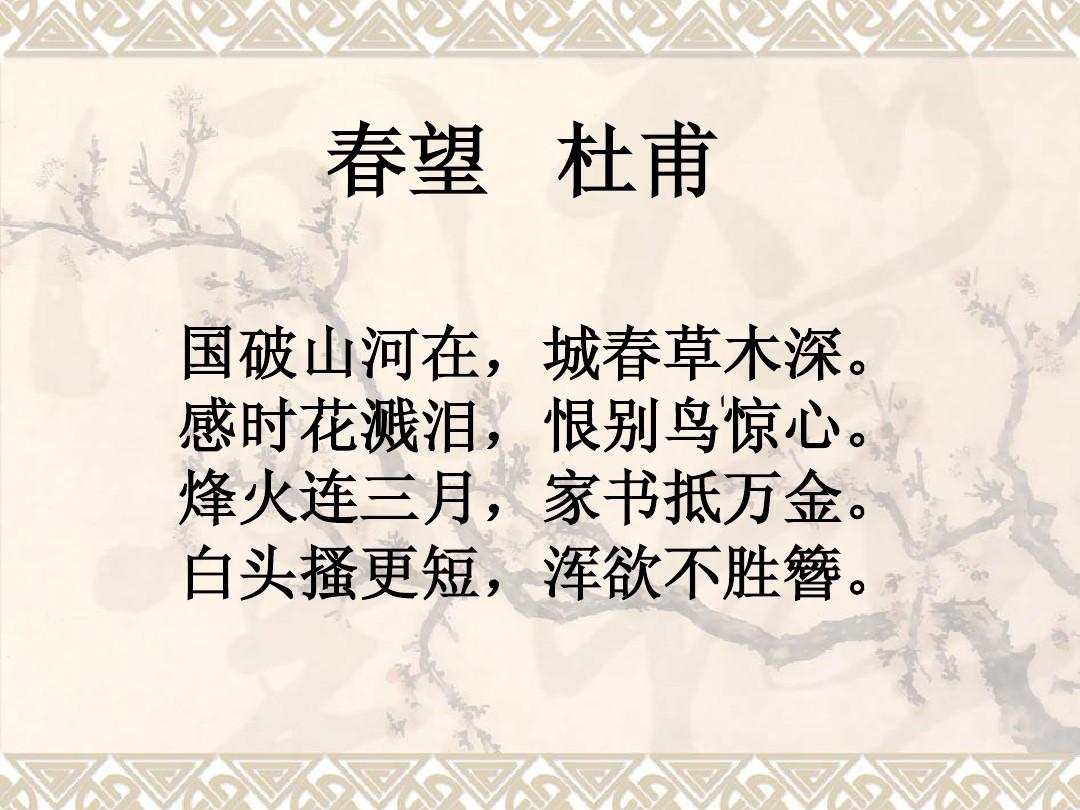 春望 杜甫
国破山河在，城春草木深。
感时花溅泪，恨别鸟惊心。
烽火连三月，家书抵万金。
白头搔更短，浑欲不胜簪。